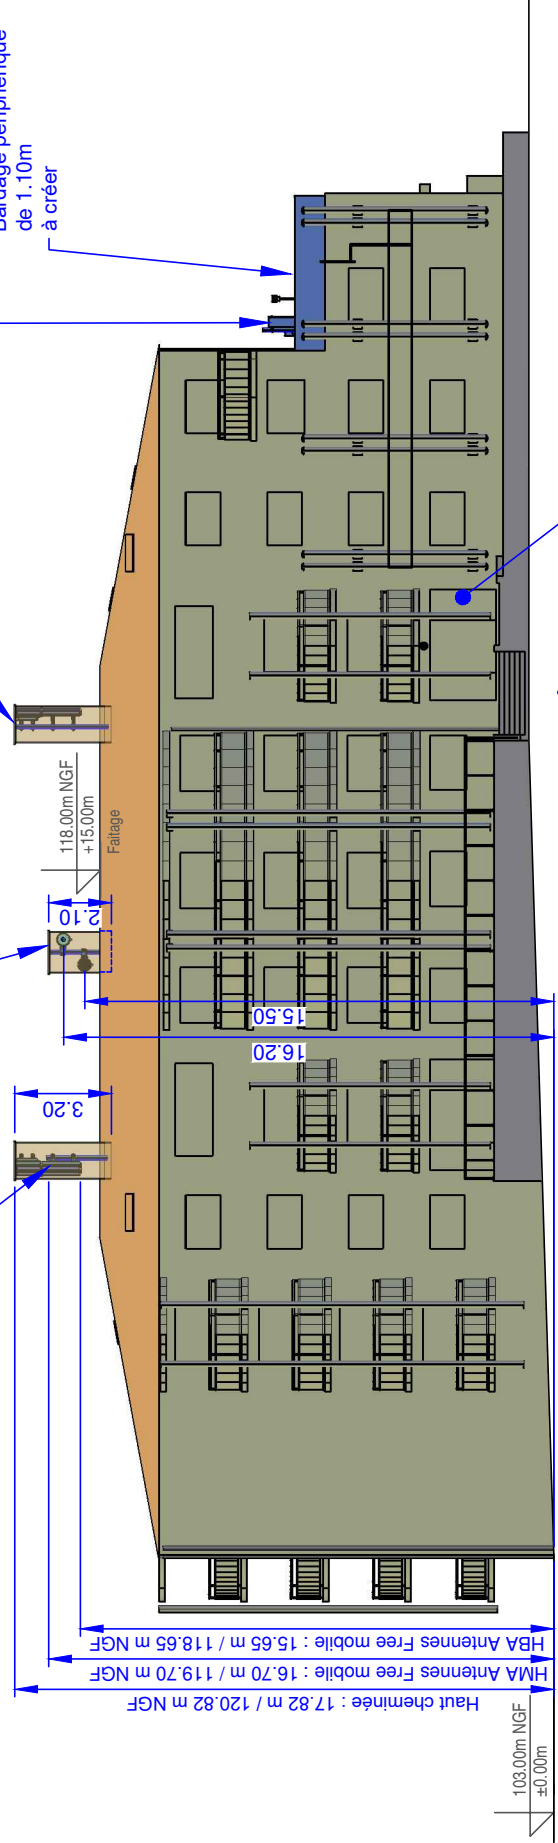 Bardage périphérique
de 1.10m
à créer
118.00m NGF
+15.00m
Faitage
2.10
15.50
16.20
3.20
HBA Antennes Free mobile : 15.65 m / 118.65 m NGF
HMA Antennes Free mobile : 16.70 m / 119.70 m NGF
Haut cheminée : 17.82 m / 120.82 m NGF
103.00m NGF
±0.00m